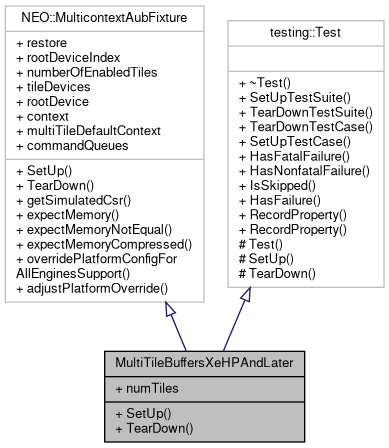 NEO::MulticontextAubFixture
+ restore
+ rootDeviceIndex
+ numberOfEnabledTiles
+ tileDevices
+ rootDevice
+ context
+ multiTileDefaultContext
+ commandQueues
+ SetUp()
+ TearDown()
+ getSimulatedCsr()
+ expectMemory()
+ expectMemoryNotEqual()
+ expectMemoryCompressed()
+ overridePlatformConfigFor
AllEnginesSupport()
+ adjustPlatformOverride()
testing::Test
+ ~Test()
+ SetUpTestSuite()
+ TearDownTestSuite()
+ TearDownTestCase()
+ SetUpTestCase()
+ HasFatalFailure()
+ HasNonfatalFailure()
+ IsSkipped()
+ HasFailure()
+ RecordProperty()
+ RecordProperty()
# Test()
# SetUp()
# TearDown()
MultiTileBuffersXeHPAndLater
+ numTiles
+ SetUp()
+ TearDown()